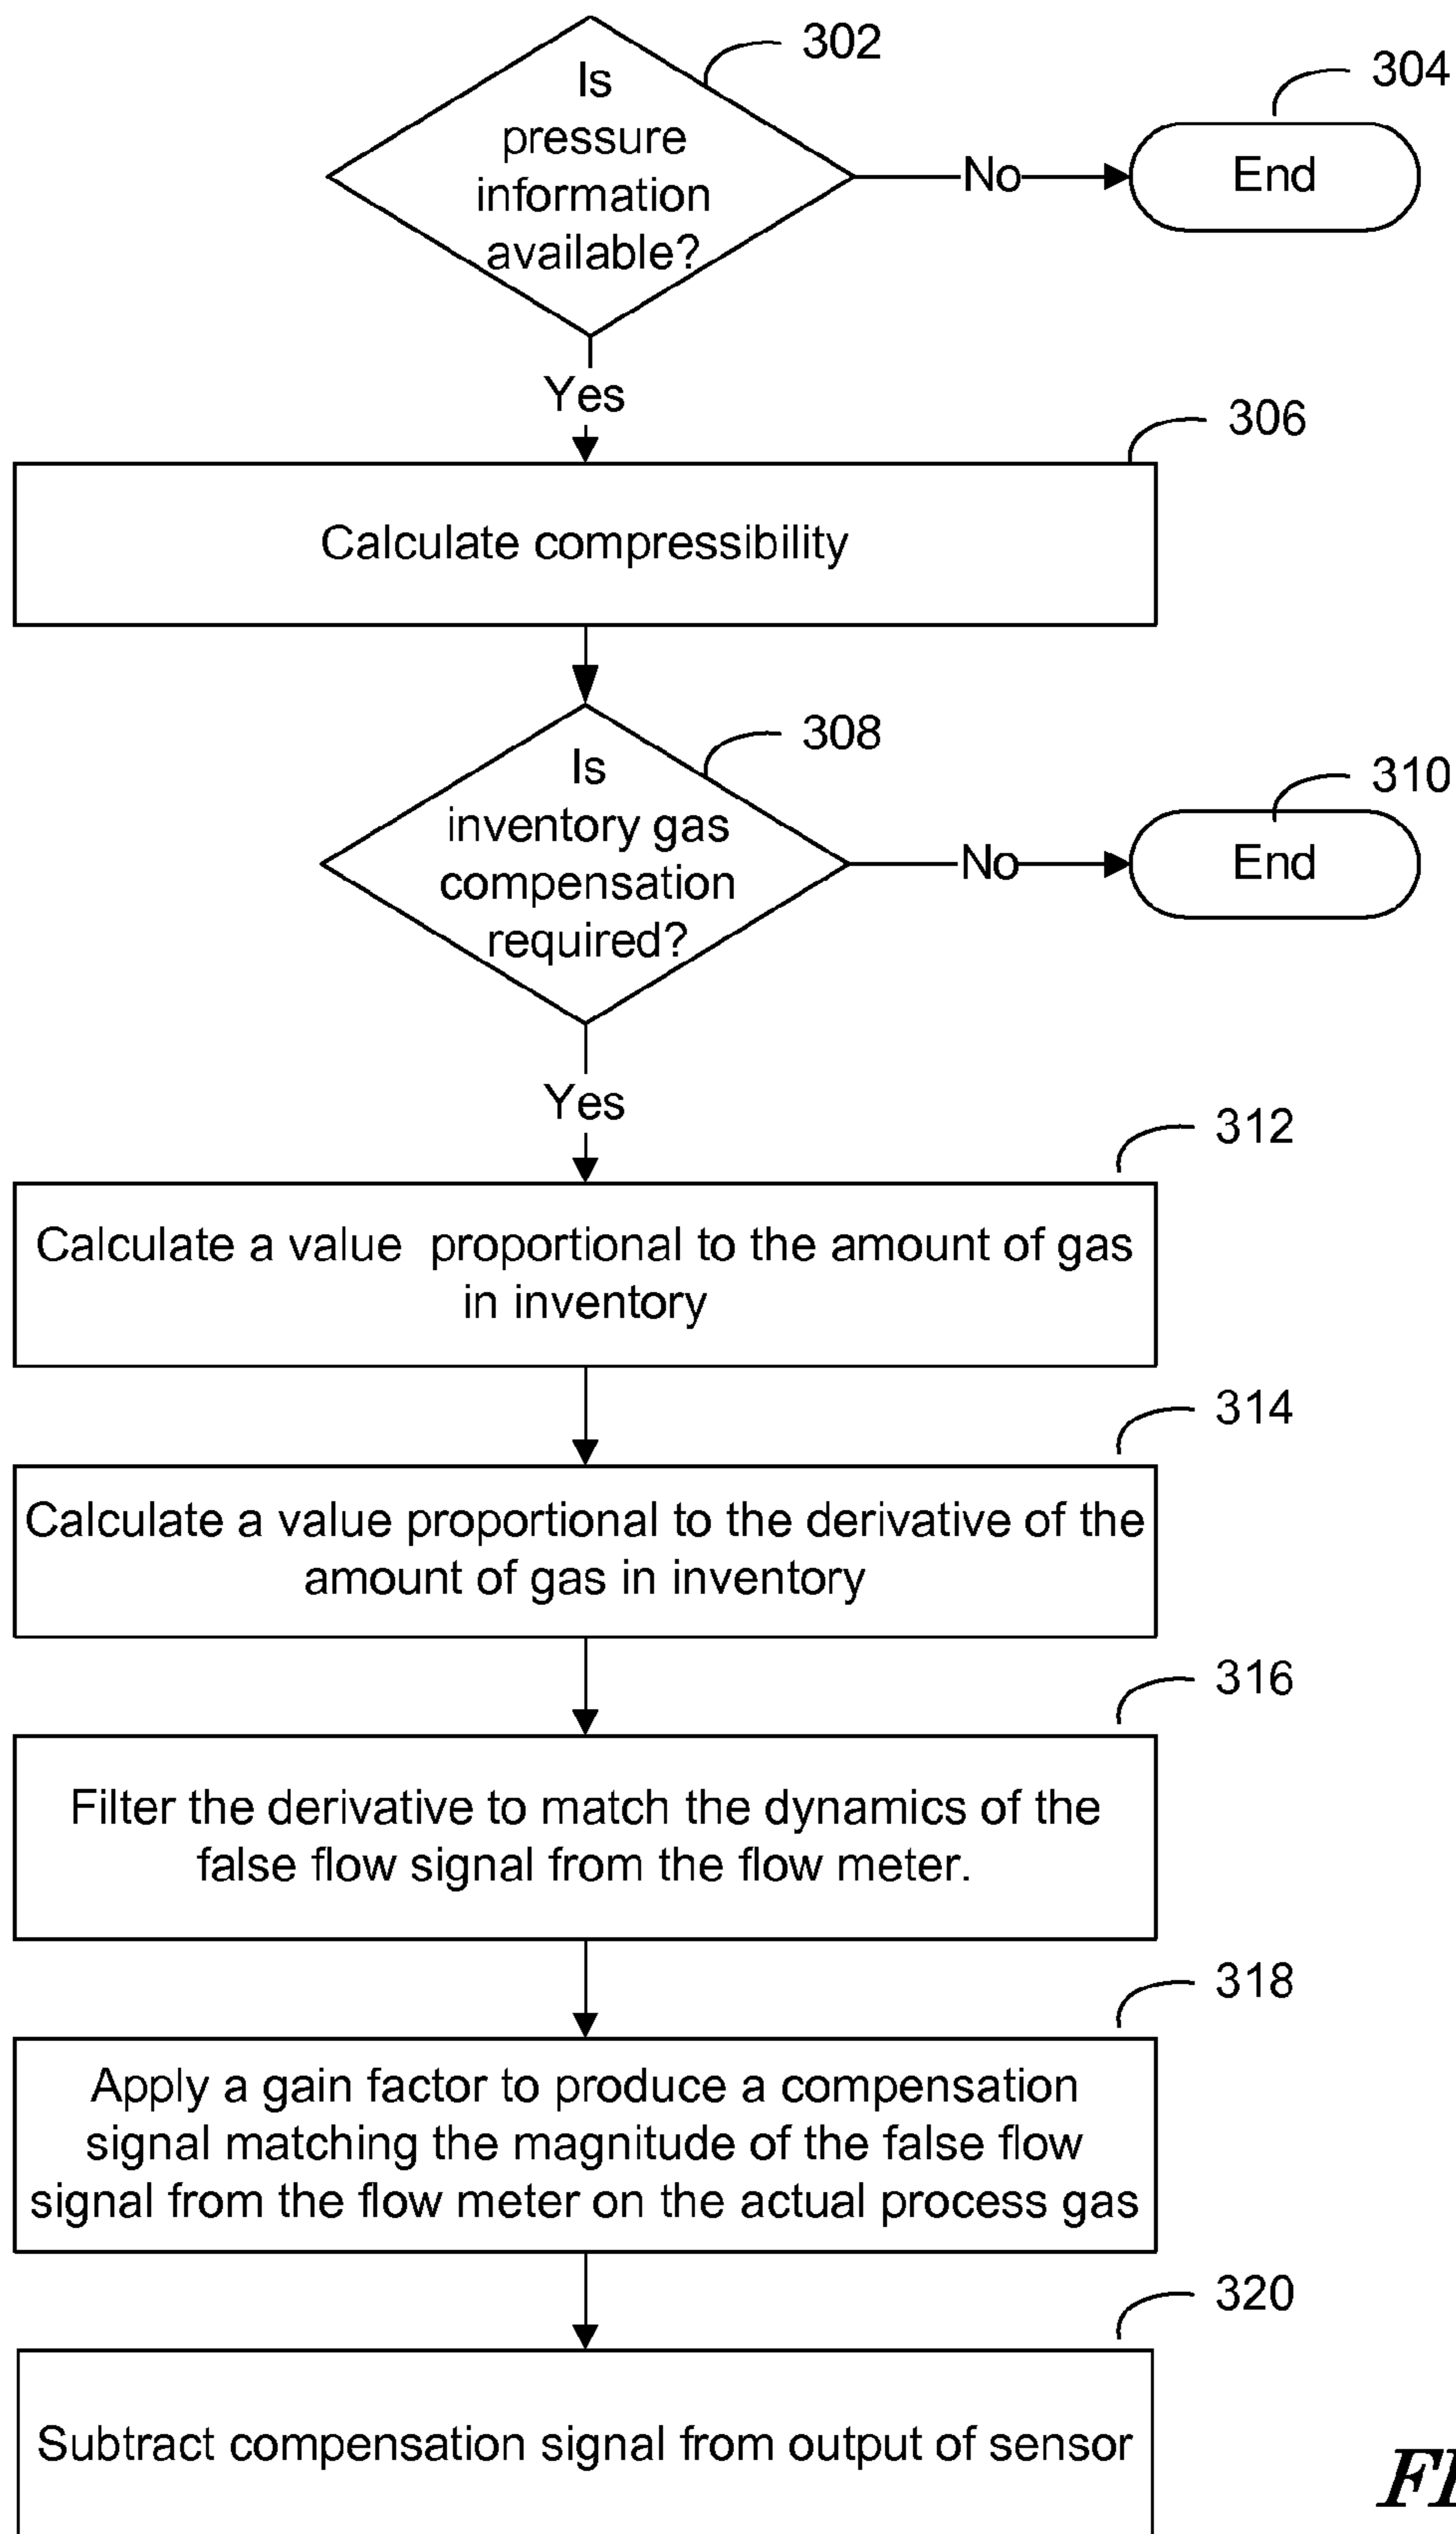 302
Is
pressure
information
available?
No
304
End
Yes
306
Calculate compressibility
308
Is
inventory gas
compensation
required?
No
310
End
Yes
312
Calculate a value proportional to the amount of gas
in inventory
314
Calculate a value proportional to the derivative of the
amount of gas in inventory
316
Filter the derivative to match the dynamics of the
false flow signal from the flow meter.
318
Apply a gain factor to produce a compensation
signal matching the magnitude of the false flow
signal from the flow meter on the actual process gas
320
Subtract compensation signal from output of sensor